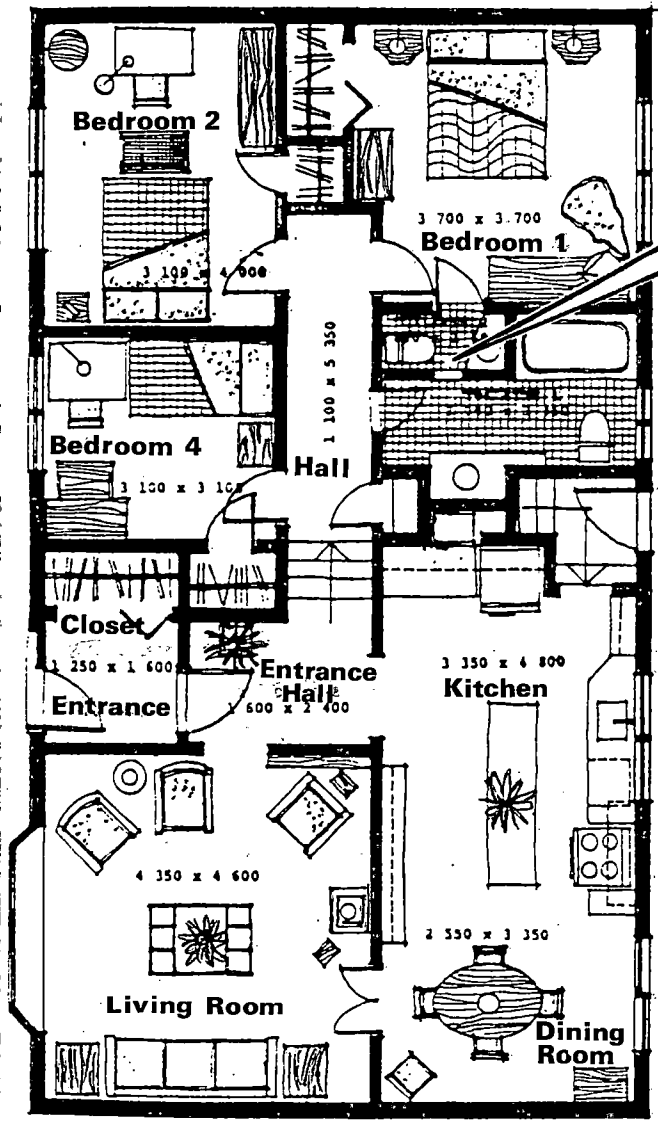 Bedroom 2
3 700 x 3.700
Bedroom 1
1 100 x 5 350
Bedroom 4
3 100 x 3 100
Hall
Closet
1 250 x 1 600
Entrance
Entrance
Hall
1 600 x 2 400
3 350 x 4 800
Kitchen
4 350 x 4 600
2 550 x 3 350
Living Room
Dining
Room